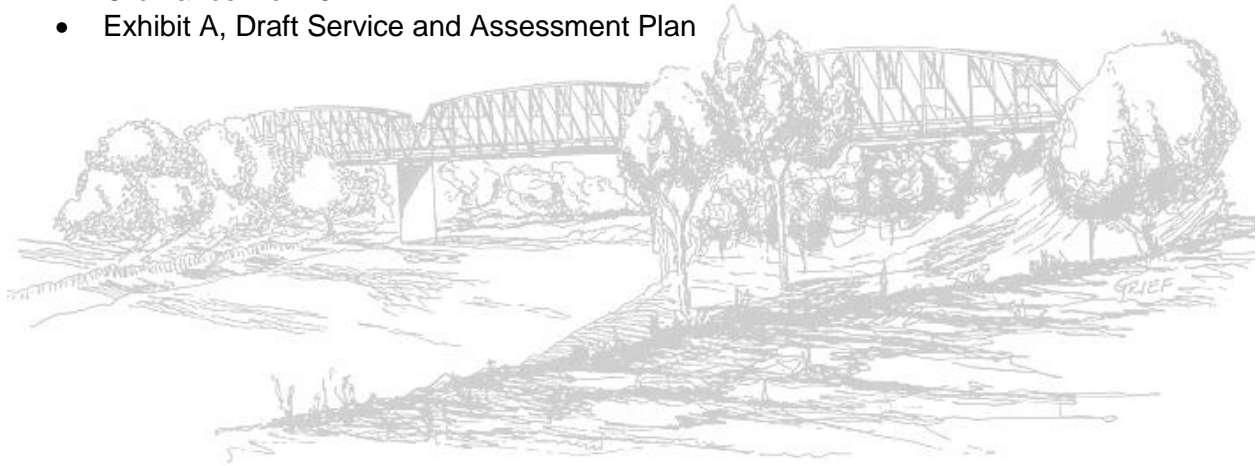 • Exhibit A, Draft Service and Assessment Plan
GRIEF